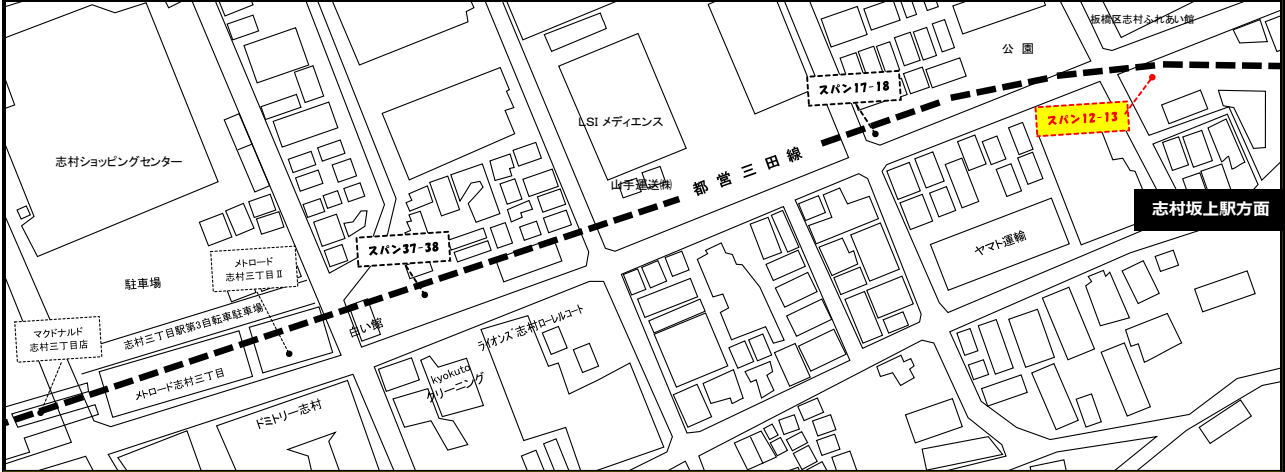 板橋区志村ふれあい館
公 園
スパン17-18
スパン12-13
LSI メディエンス
志村ショッピングセンター
都営三田線
山手運送㈱
志村坂上駅方面
スパン37-38
ヤマト運輸
メトロード
志村三丁目Ⅱ
駐車場
志村三丁目駅第3自転車駐車場
白い館
マクドナルド
志村三丁目店
ライオンズ志村ローレルコート
メトロード志村三丁目
kyokuto
クリーニング
ドミトリー志村